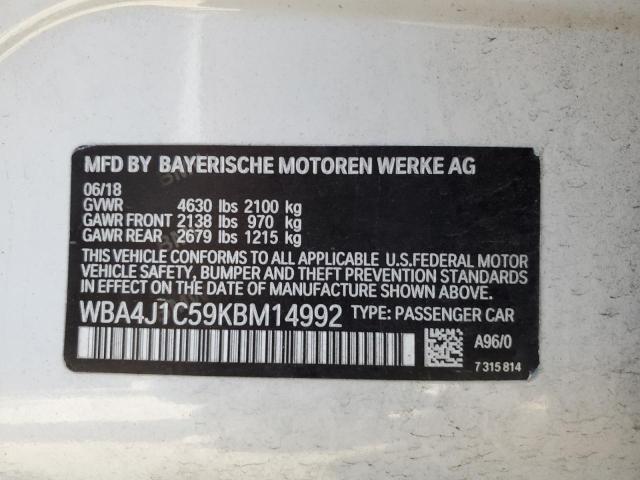 MFD BY BAYERISCHE MOTOREN WERKE AG
06/18
GVWR 4630 lbs 2100 kg
GAWR FRONT 2138 lbs 970 kg
GAWR REAR 2679 lbs 1215 kg
THIS VEHICLE CONFORMS TO ALL APPLICABLE U.S.FEDERAL MOTOR
VEHICLE SAFETY, BUMPER AND THEFT PREVENTION STANDARDS
IN EFFECT ON THE DATE OF MANUFACTURE SHOWN ABOVE.
WBA4J1C59KBM14992 TYPE: PASSENGER CAR
A96/0
7 315 814